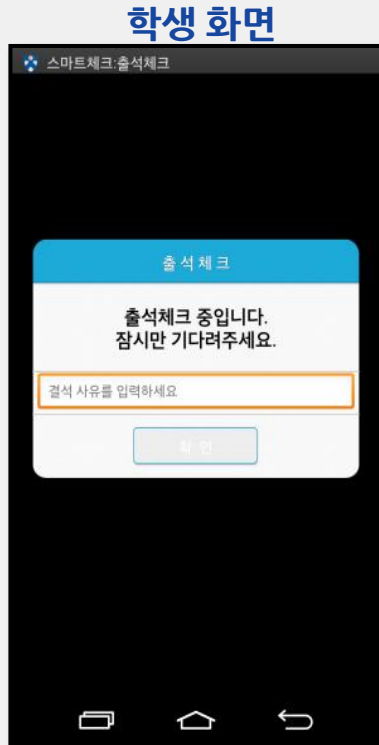 학생 화면
스마트체크:출석체크
출석체크
출석체크 중입니다.
잠시만 기다려주세요.
결석 사유를 입력하세요
확인